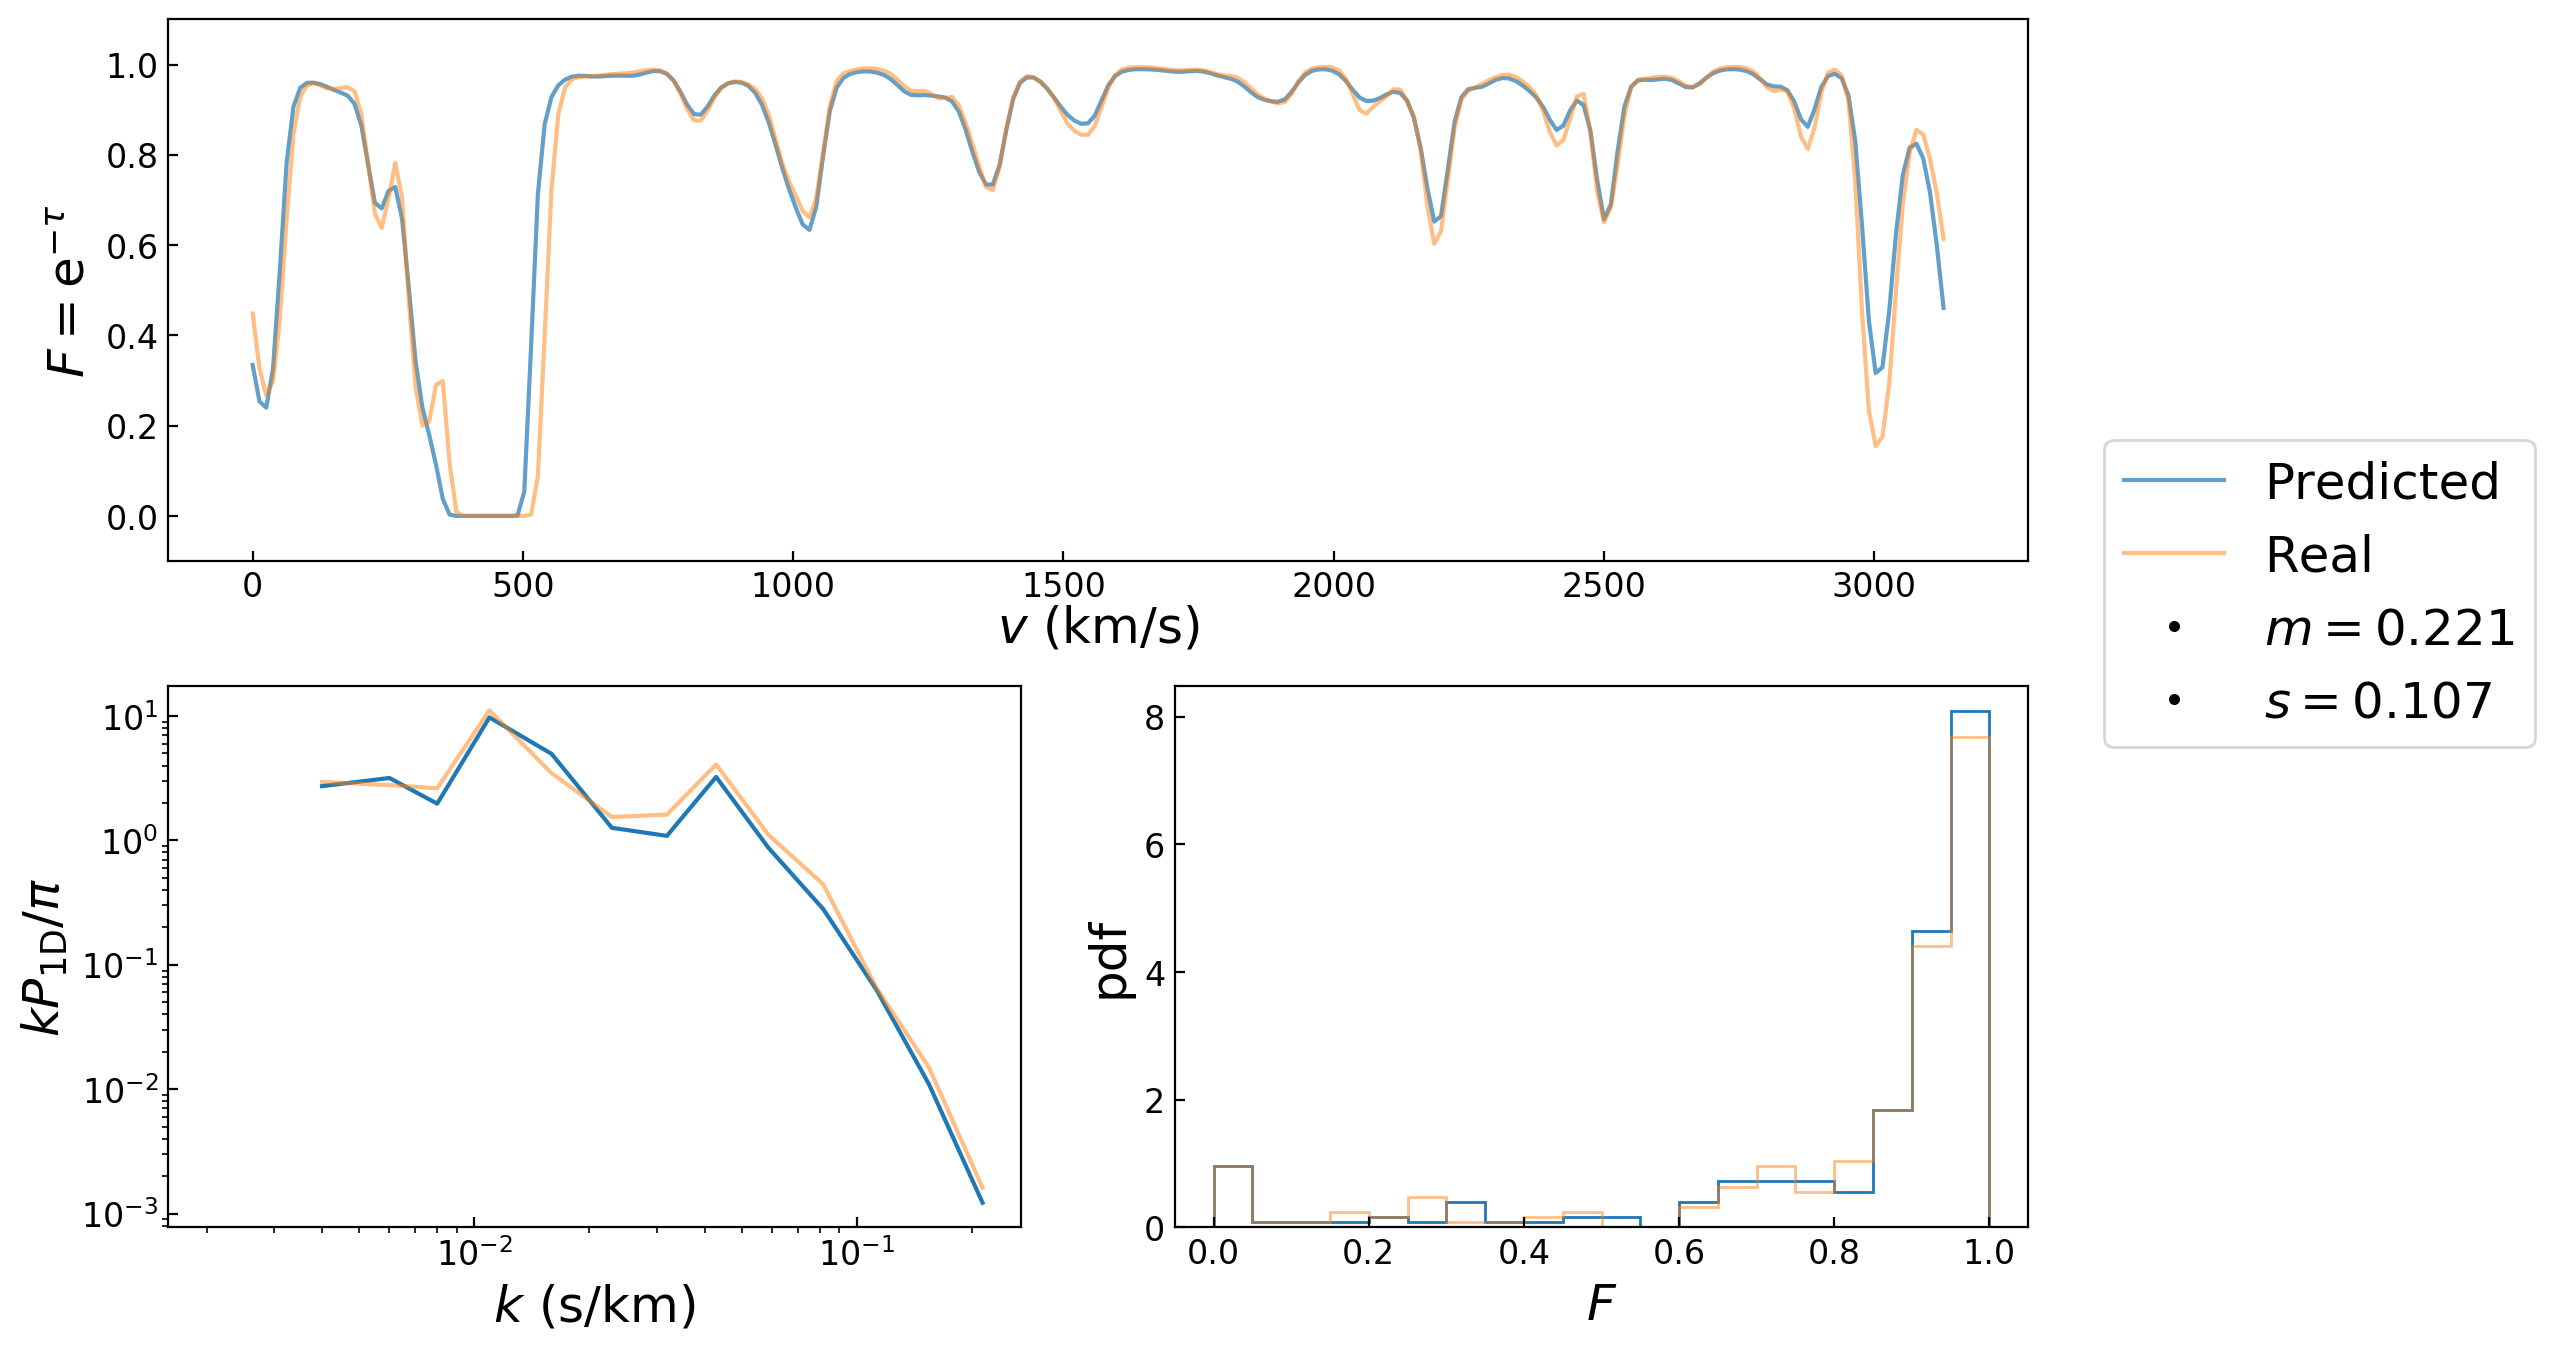 F = e^{−τ}
1.0
0.8
0.6
0.4
0.2
0.0
0 500 1000 1500 2000 2500 3000
v (km/s)
Predicted
Real
m = 0.221
s = 0.107
kP_{1D}/π
10^1
10^0
10^{−1}
10^{−2}
10^{−3}
10^{−2} 10^{−1}
k (s/km)
pdf
8
6
4
2
0
0.0 0.2 0.4 0.6 0.8 1.0
F